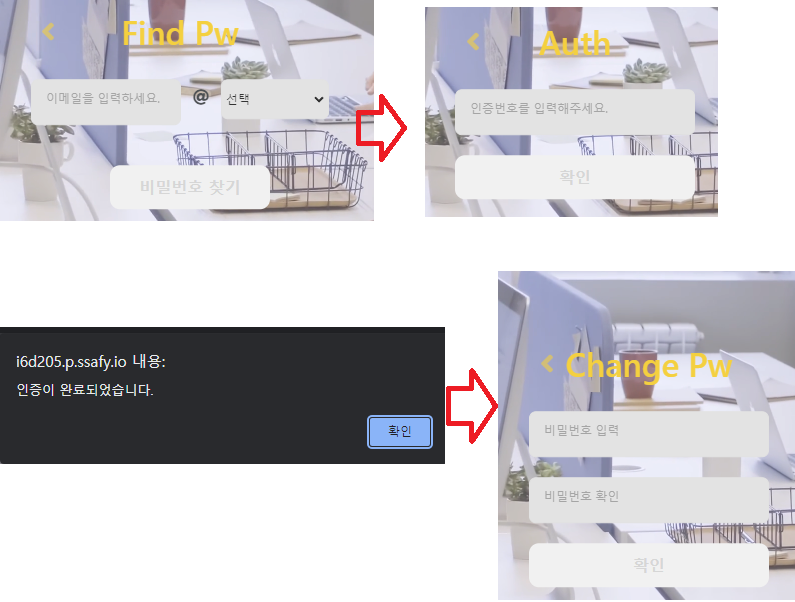 Find Pw
이메일을 입력하세요.
@
선택
비밀번호 찾기
Auth
인증번호를 입력해주세요.
확인
i6d205.p.ssafy.io 내용:
인증이 완료되었습니다.
확인
Change Pw
비밀번호 입력
비밀번호 확인
확인